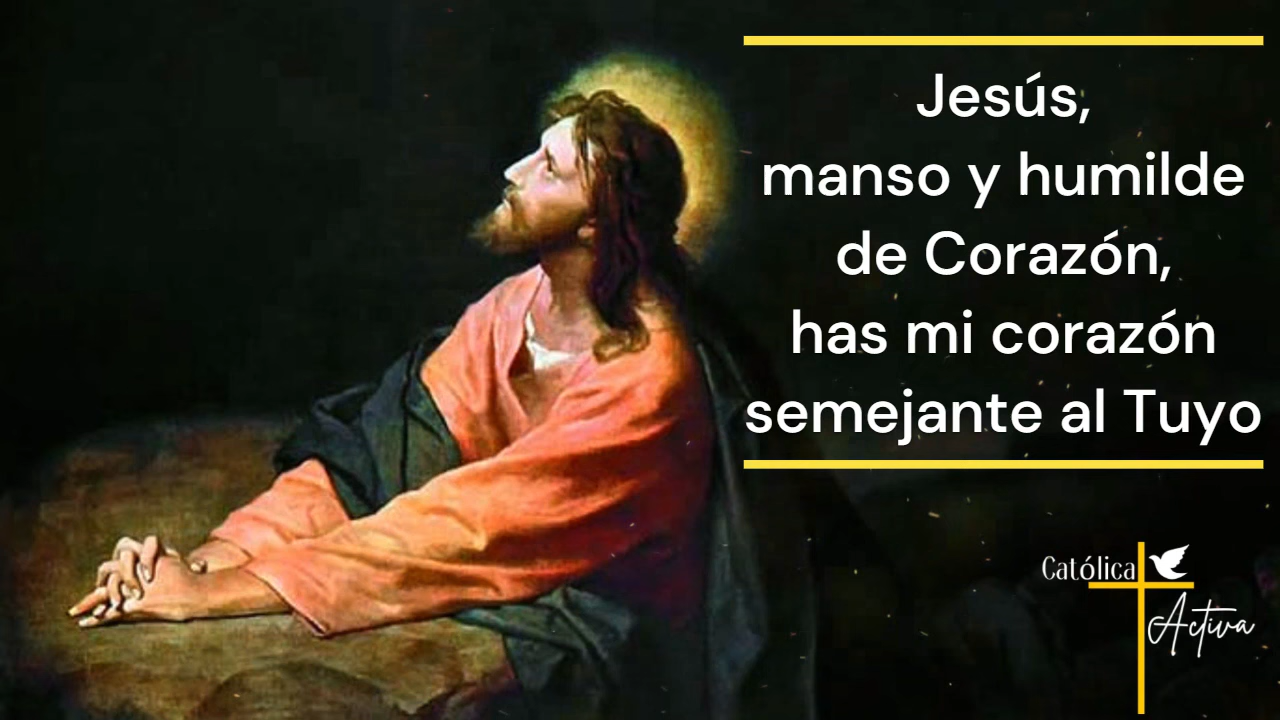 Jesús,
manso y humilde
de Corazón,
has mi corazón
semejante al Tuyo
Católica
Activa